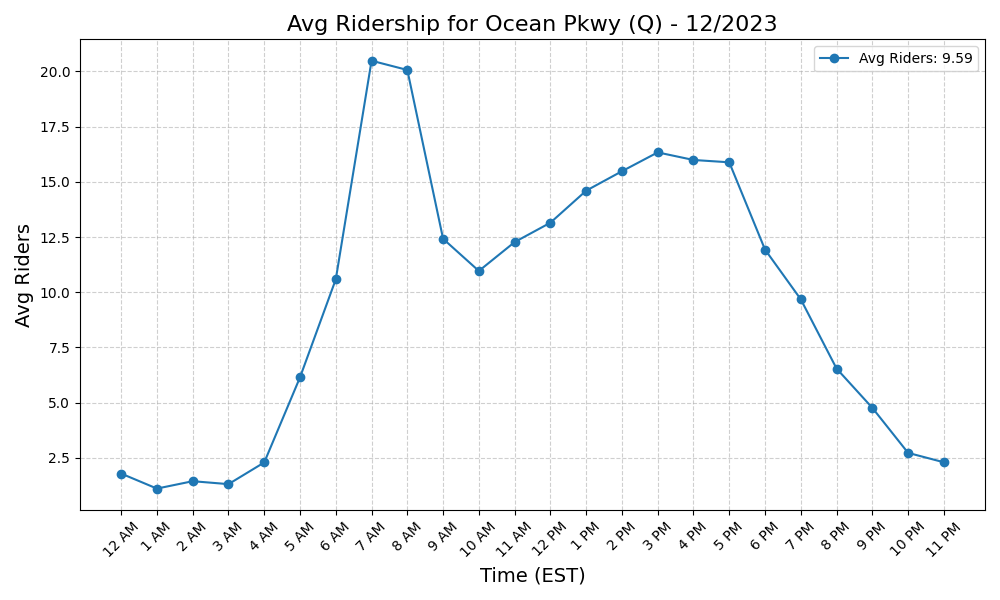 Avg Ridership for Ocean Pkwy (Q) - 12/2023
Avg Riders: 9.59
Avg Riders
20.0
17.5
15.0
12.5
10.0
7.5
5.0
2.5
12 AM
1 AM
2 AM
3 AM
4 AM
5 AM
6 AM
7 AM
8 AM
9 AM
10 AM
11 AM
12 PM
1 PM
2 PM
3 PM
4 PM
5 PM
6 PM
7 PM
8 PM
9 PM
10 PM
11 PM
Time (EST)